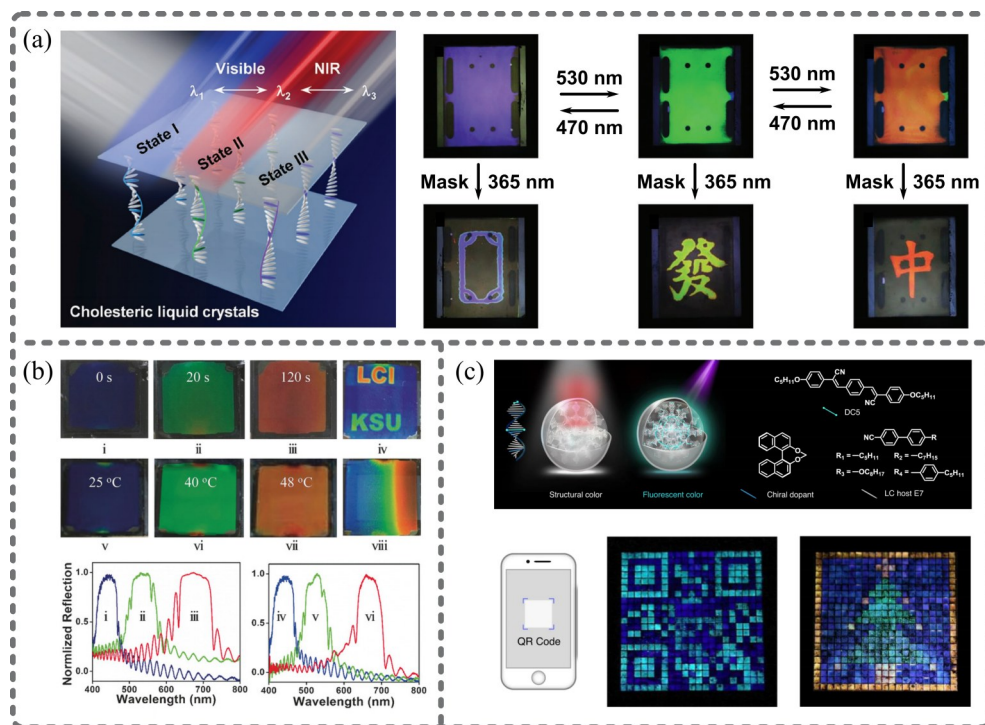 (a)
Visible
NIR
λ1
λ2
λ3
State I
State II
State III
Cholesteric liquid crystals
530 nm
470 nm
530 nm
470 nm
Mask
365 nm
Mask
365 nm
Mask
365 nm
發
中
(b)
0 s
20 s
120 s
LCI
KSU
i
ii
iii
iv
25 °C
40 °C
48 °C
v
vi
vii
viii
Normlized Reflection
1.0
0.5
0.0
i
ii
iii
400 500 600 700 800
Wavelength (nm)
1.0
0.5
0.0
iv
v
vi
400 500 600 700 800
Wavelength (nm)
(c)
Structural color
Fluorescent color
C5H11O
CN
CN
OC5H11
DC5
O
O
Chiral dopant
NC
R
R1 = —C5H11
R2 = —C7H15
R3 = —OC8H17
R4 =
C5H11
LC host E7
QR Code